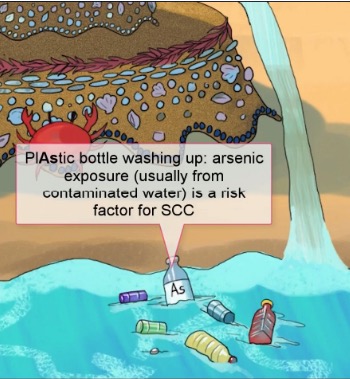 PlAstic bottle washing up: arsenic
exposure (usually from
contaminated water) is a risk
factor for SCC
As